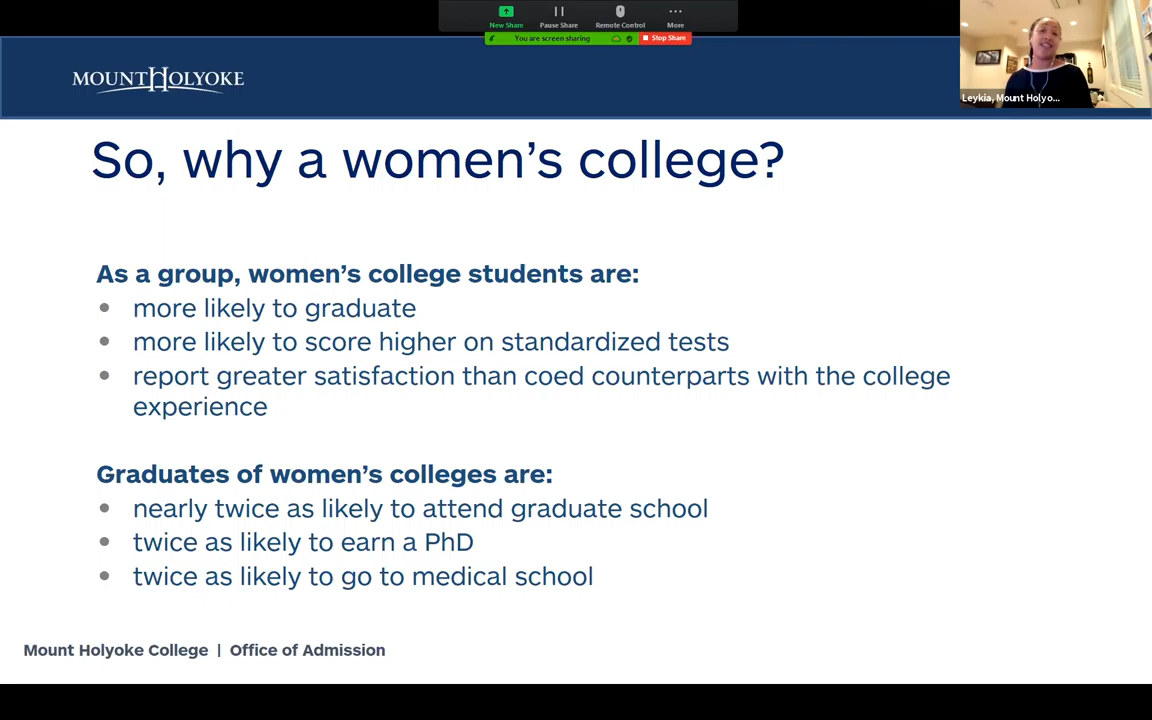 New Share
Pause Share
Remote Control
More
You are screen sharing
Stop Share
MOUNT HOLYOKE
Leykia, Mount Holyo...
So, why a women’s college?
As a group, women’s college students are:
• more likely to graduate
• more likely to score higher on standardized tests
• report greater satisfaction than coed counterparts with the college
experience
Graduates of women’s colleges are:
• nearly twice as likely to attend graduate school
• twice as likely to earn a PhD
• twice as likely to go to medical school
Mount Holyoke College | Office of Admission